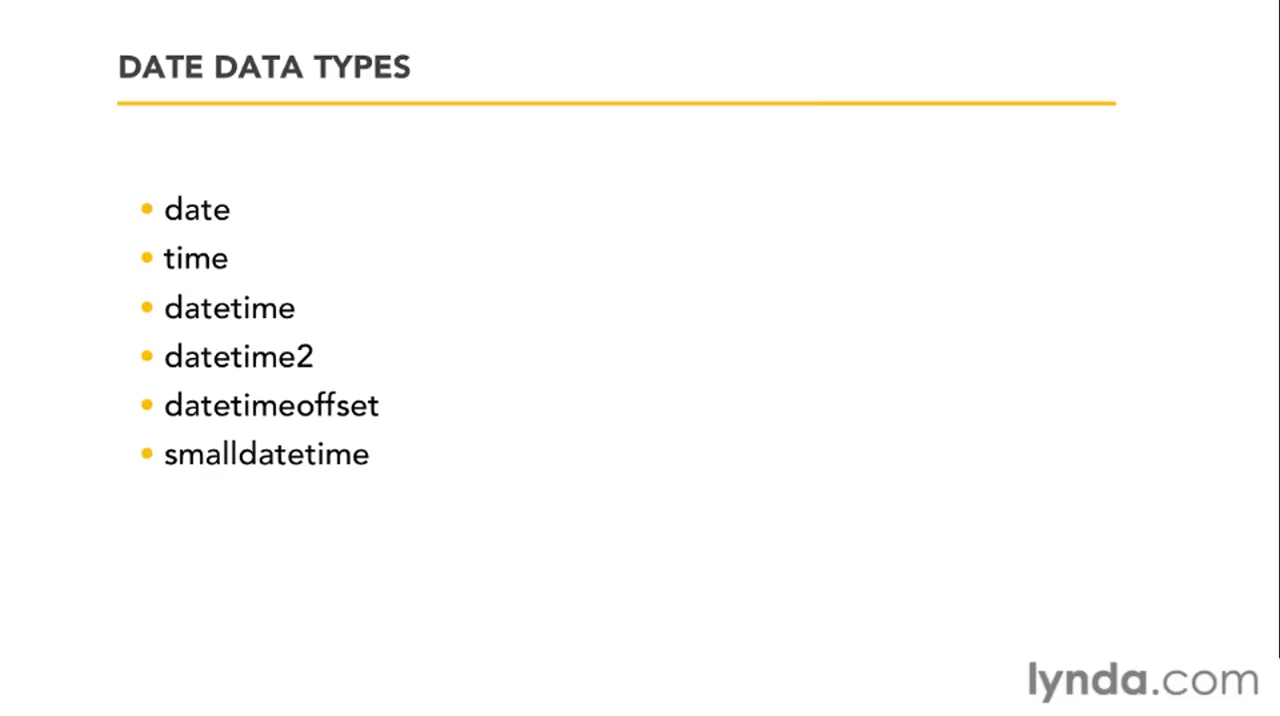 DATE DATA TYPES
• date
• time
• datetime
• datetime2
• datetimeoffset
• smalldatetime
lynda.com